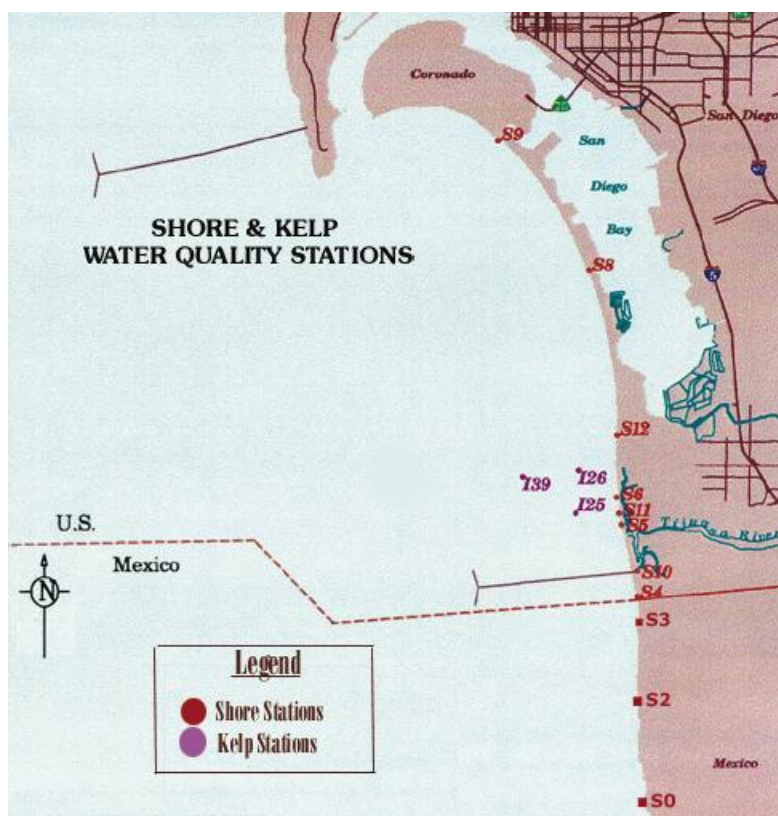 Coronado
San Diego
S9
San
Diego
Bay
SHORE & KELP
WATER QUALITY STATIONS
S8
5
S12
I39
I26
S6
I25
S11
S5
Tijuana River
U.S.
Mexico
S10
N
S4
S3
Legend
Shore Stations
Kelp Stations
S2
Mexico
S0